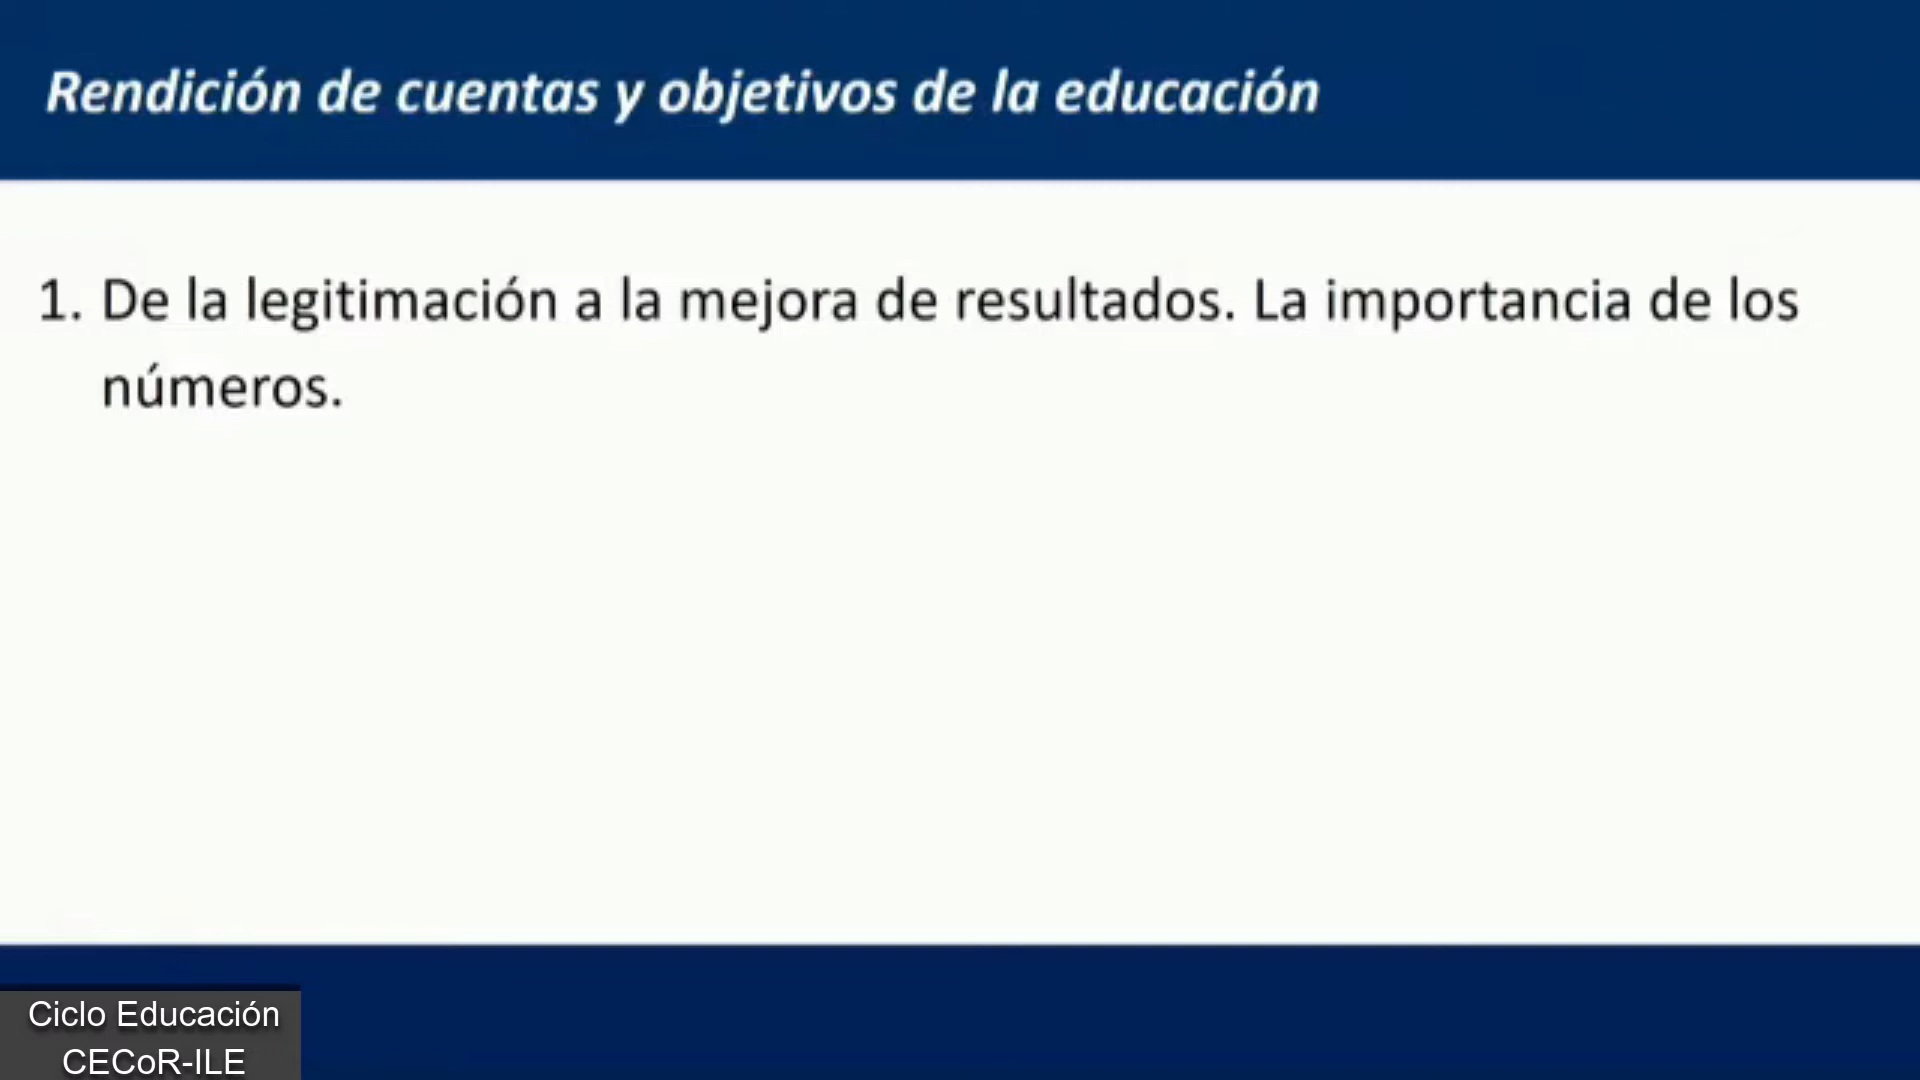 Rendición de cuentas y objetivos de la educación
1. De la legitimación a la mejora de resultados. La importancia de los
números.
Ciclo Educación
CECoR-ILE